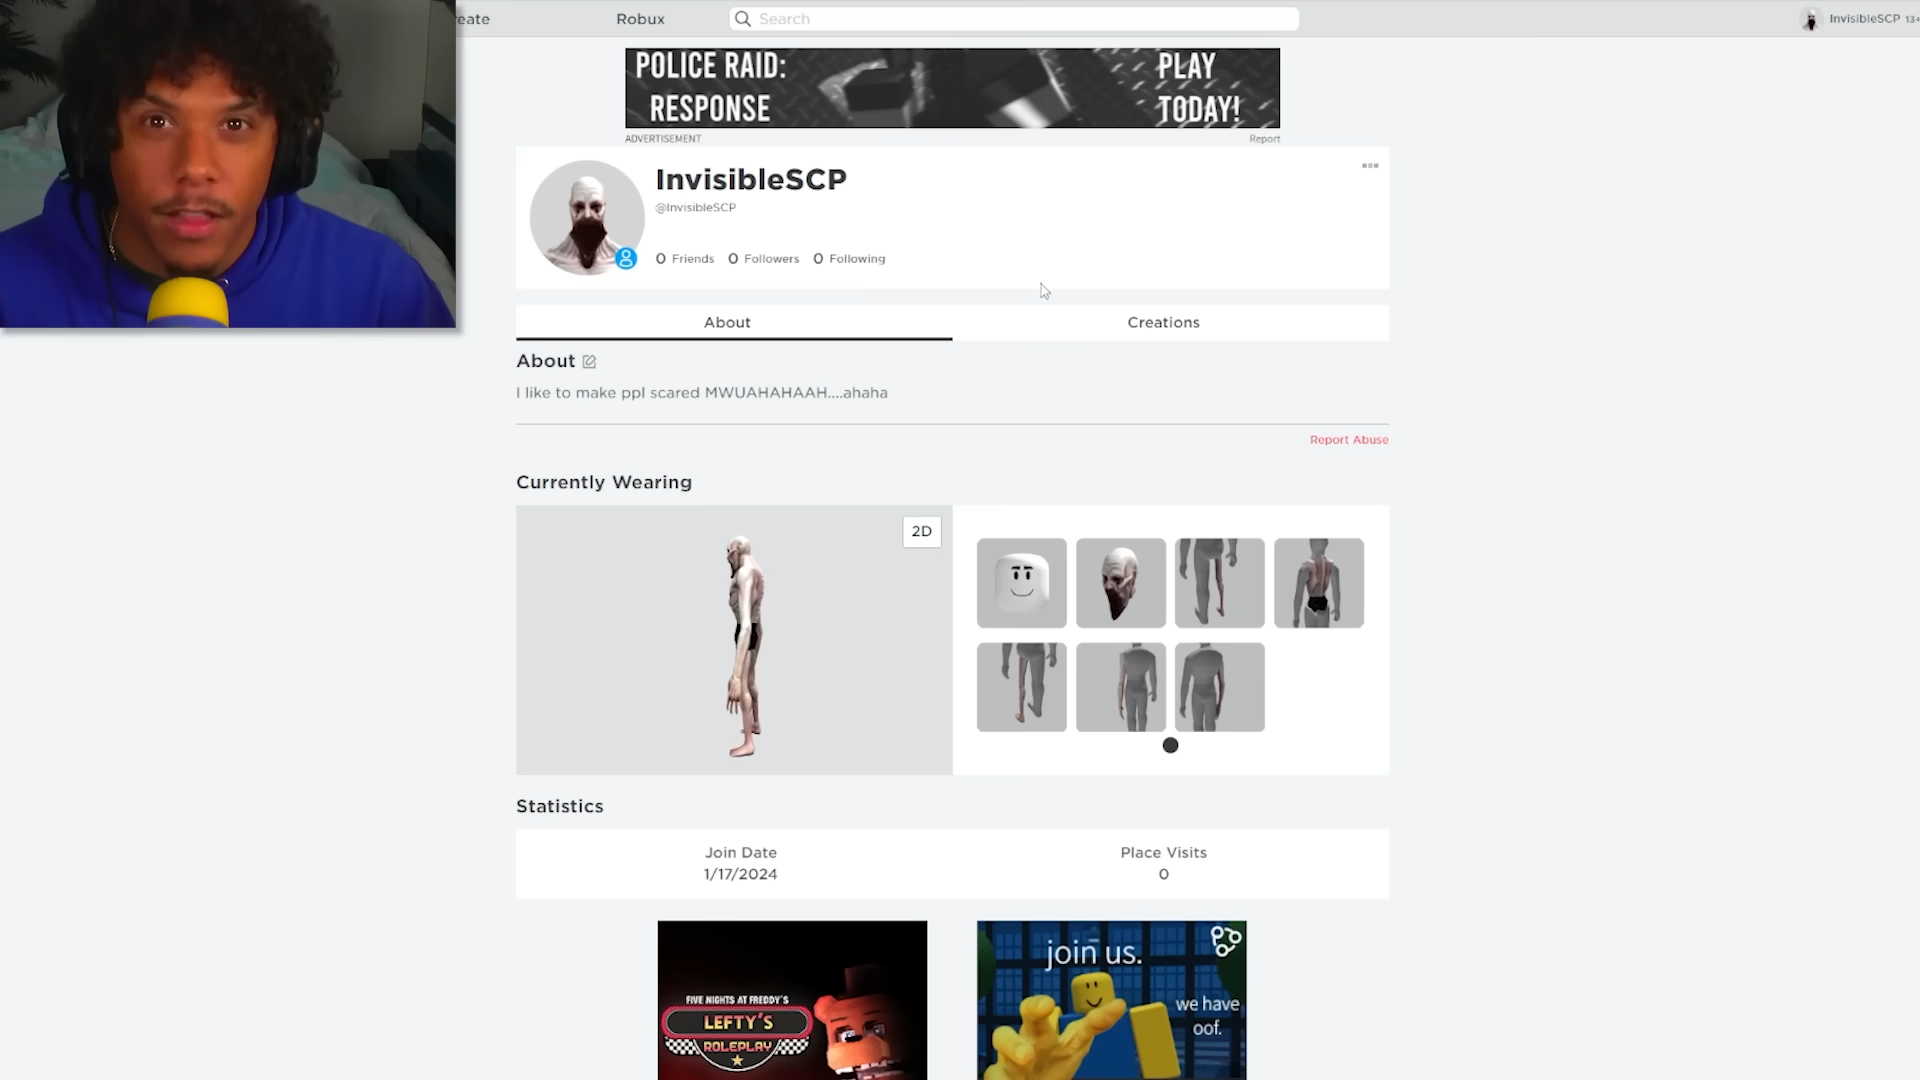 eate
Robux
Search
InvisibleSCP 13+
POLICE RAID:
RESPONSE
PLAY
TODAY!
ADVERTISEMENT
Report
InvisibleSCP
@InvisibleSCP
0 Friends 0 Followers 0 Following
About
Creations
About
I like to make ppl scared MWUAHAHAAH....ahaha
Report Abuse
Currently Wearing
2D
Statistics
Join Date
1/17/2024
Place Visits
0
FIVE NIGHTS AT FREDDY'S
LEFTY'S
ROLEPLAY
join us.
we have
oof.